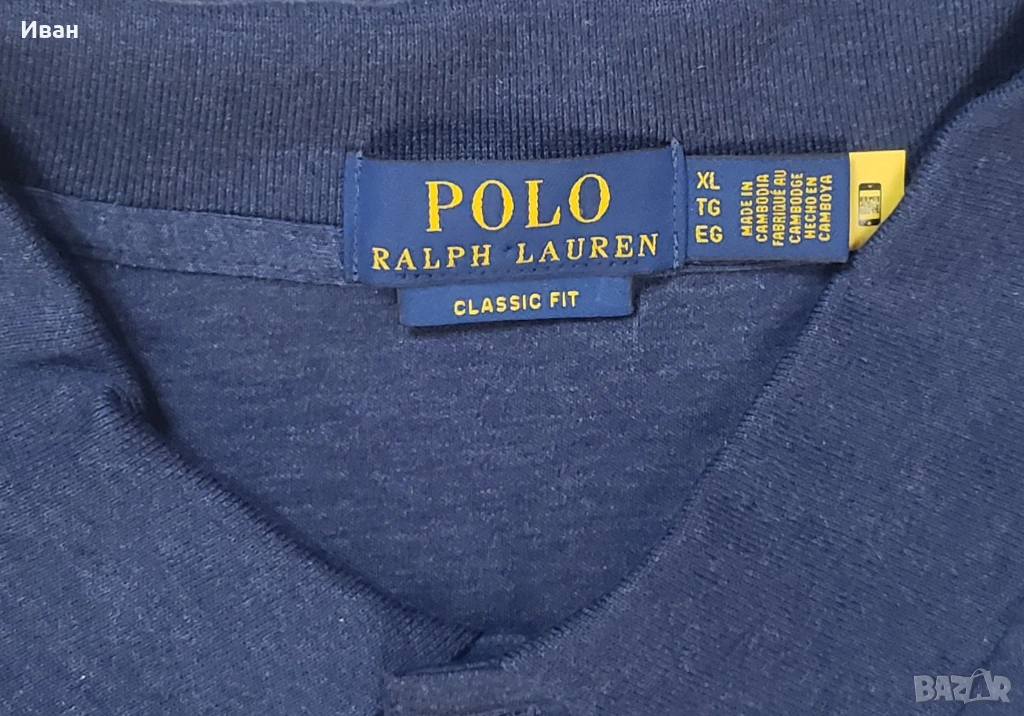 Иван
POLO
RALPH LAUREN
CLASSIC FIT
XL
TG
EG
MADE IN
CAMBODIA
FABRIQUÉ AU
CAMBODGE
HECHO EN
CAMBOYA
BAZAR